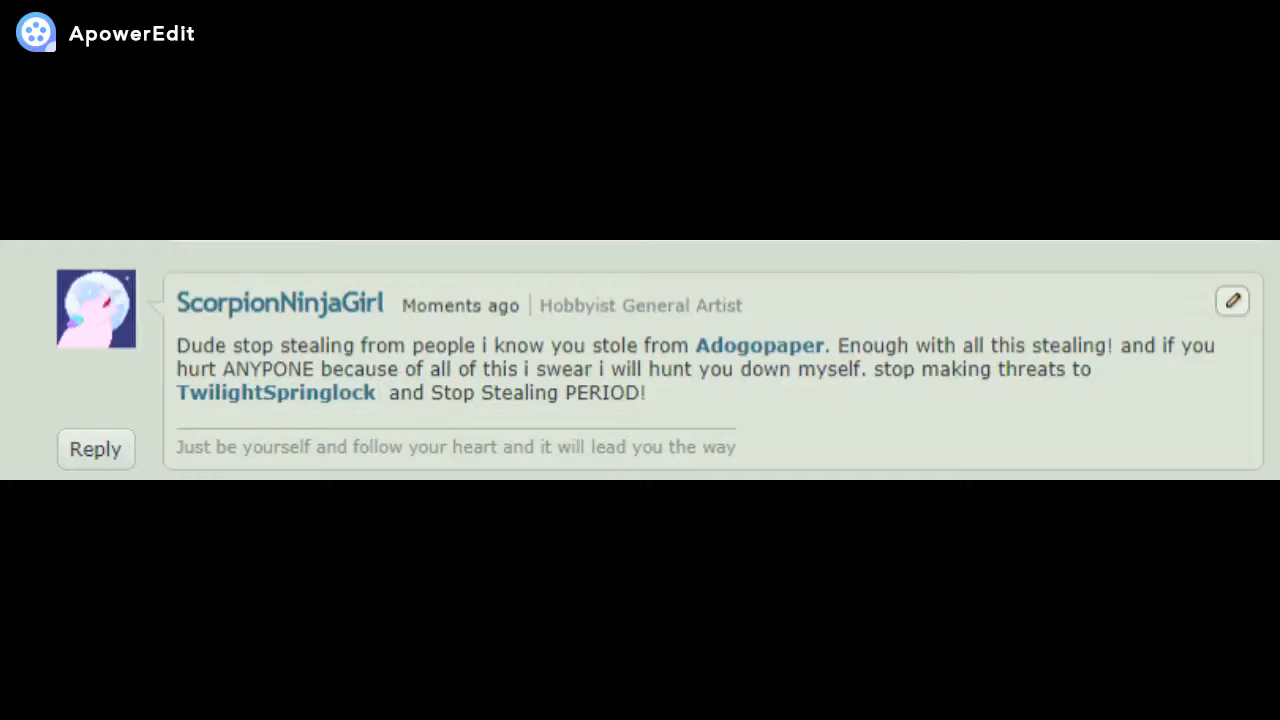 ApowerEdit
ScorpionNinjaGirl Moments ago | Hobbyist General Artist
Dude stop stealing from people i know you stole from Adogopaper. Enough with all this stealing! and if you
hurt ANYPONE because of all of this i swear i will hunt you down myself. stop making threats to
TwilightSpringlock and Stop Stealing PERIOD!
Just be yourself and follow your heart and it will lead you the way
Reply